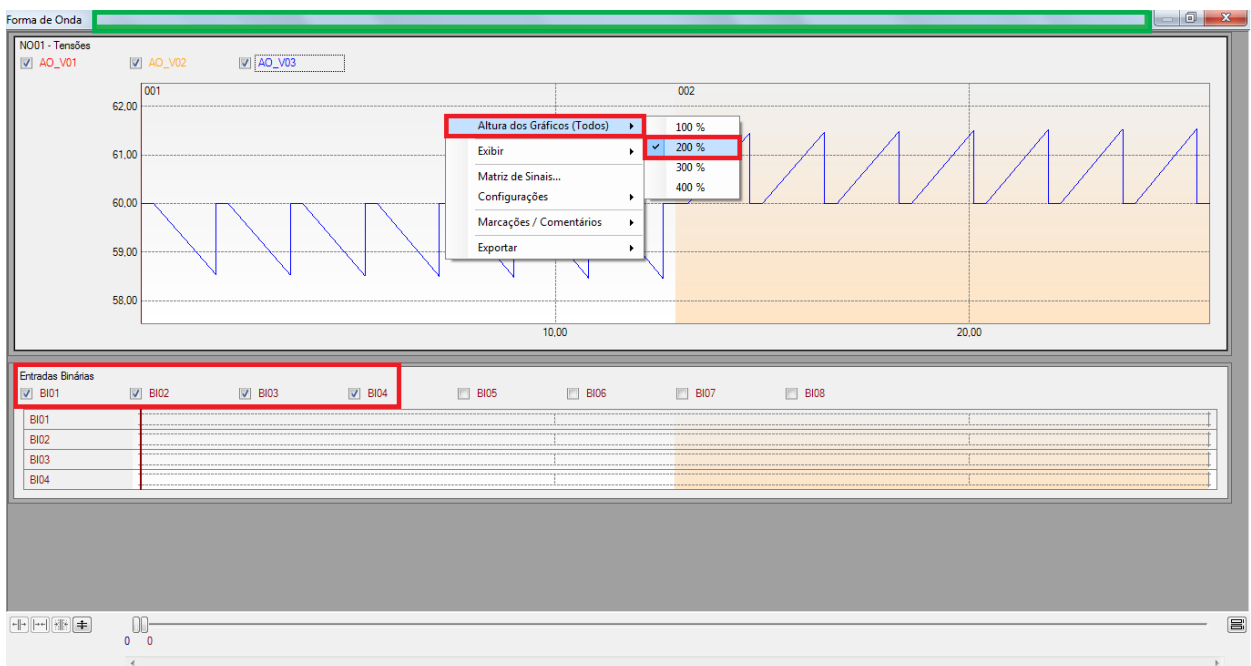 Forma de Onda
NO01 - Tensões
AO_V01 AO_V02 AO_V03
001 002
62,00
61,00
60,00
59,00
58,00
10,00 20,00
Altura dos Gráficos (Todos)
Exibir
Matriz de Sinais...
Configurações
Marcações / Comentários
Exportar
100 %
200 %
300 %
400 %
Entradas Binárias
BI01 BI02 BI03 BI04 BI05 BI06 BI07 BI08
BI01
BI02
BI03
BI04
0 0